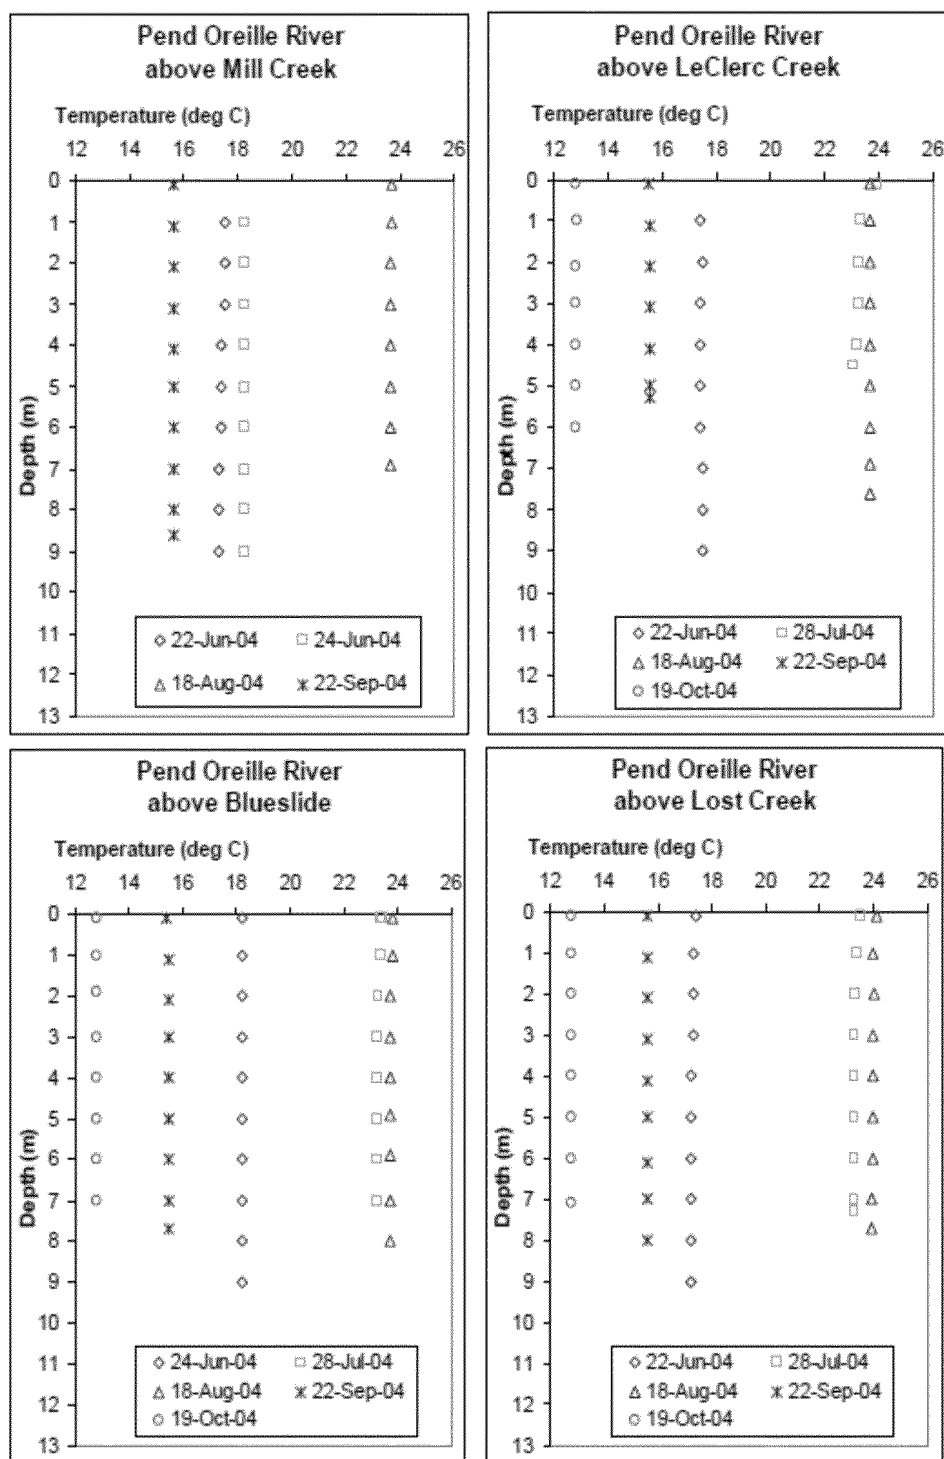 Pend Oreille River
above Mill Creek
Temperature (deg C)
12 14 16 18 20 22 24 26
0
1
2
3
4
5
6
7
8
9
10
11
12
13
Depth (m)
22-Jun-04 24-Jun-04
18-Aug-04 22-Sep-04
Pend Oreille River
above LeClerc Creek
Temperature (deg C)
12 14 16 18 20 22 24 26
0
1
2
3
4
5
6
7
8
9
10
11
12
13
Depth (m)
22-Jun-04 28-Jul-04
18-Aug-04 22-Sep-04
19-Oct-04
Pend Oreille River
above Blueslide
Temperature (deg C)
12 14 16 18 20 22 24 26
0
1
2
3
4
5
6
7
8
9
10
11
12
13
Depth (m)
24-Jun-04 28-Jul-04
18-Aug-04 22-Sep-04
19-Oct-04
Pend Oreille River
above Lost Creek
Temperature (deg C)
12 14 16 18 20 22 24 26
0
1
2
3
4
5
6
7
8
9
10
11
12
13
Depth (m)
22-Jun-04 28-Jul-04
18-Aug-04 22-Sep-04
19-Oct-04